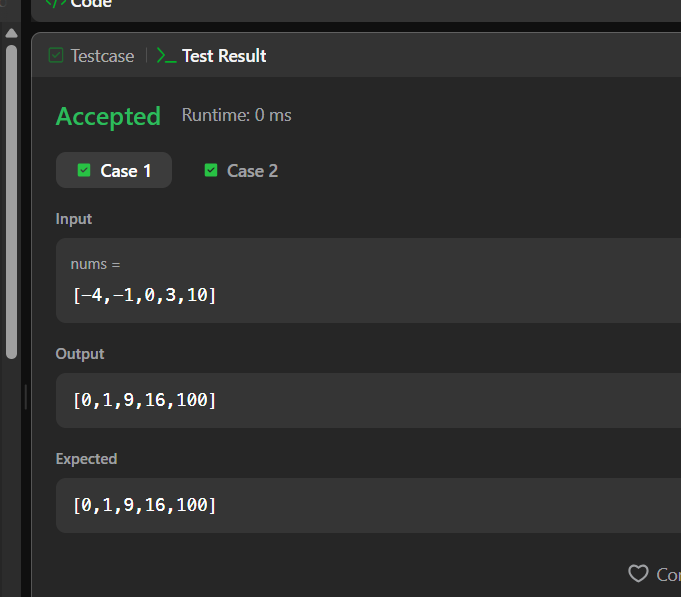 </> Code
Testcase | >_ Test Result
Accepted Runtime: 0 ms
Case 1 Case 2
Input
nums =
[-4,-1,0,3,10]
Output
[0,1,9,16,100]
Expected
[0,1,9,16,100]